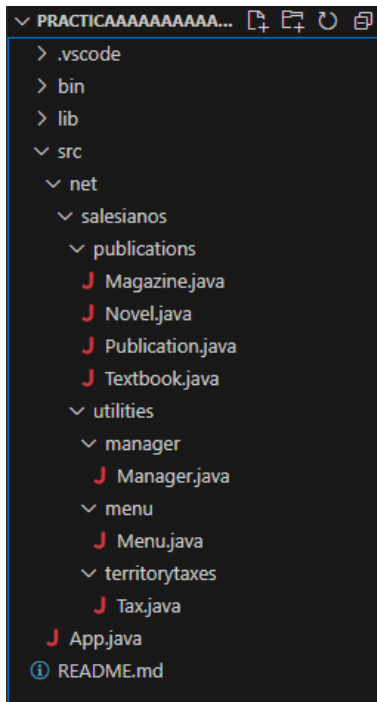 PRACTICAAAAAAAAAA...
.vscode
bin
lib
src
net
salesianos
publications
J Magazine.java
J Novel.java
J Publication.java
J Textbook.java
utilities
manager
J Manager.java
menu
J Menu.java
territorytaxes
J Tax.java
J App.java
README.md